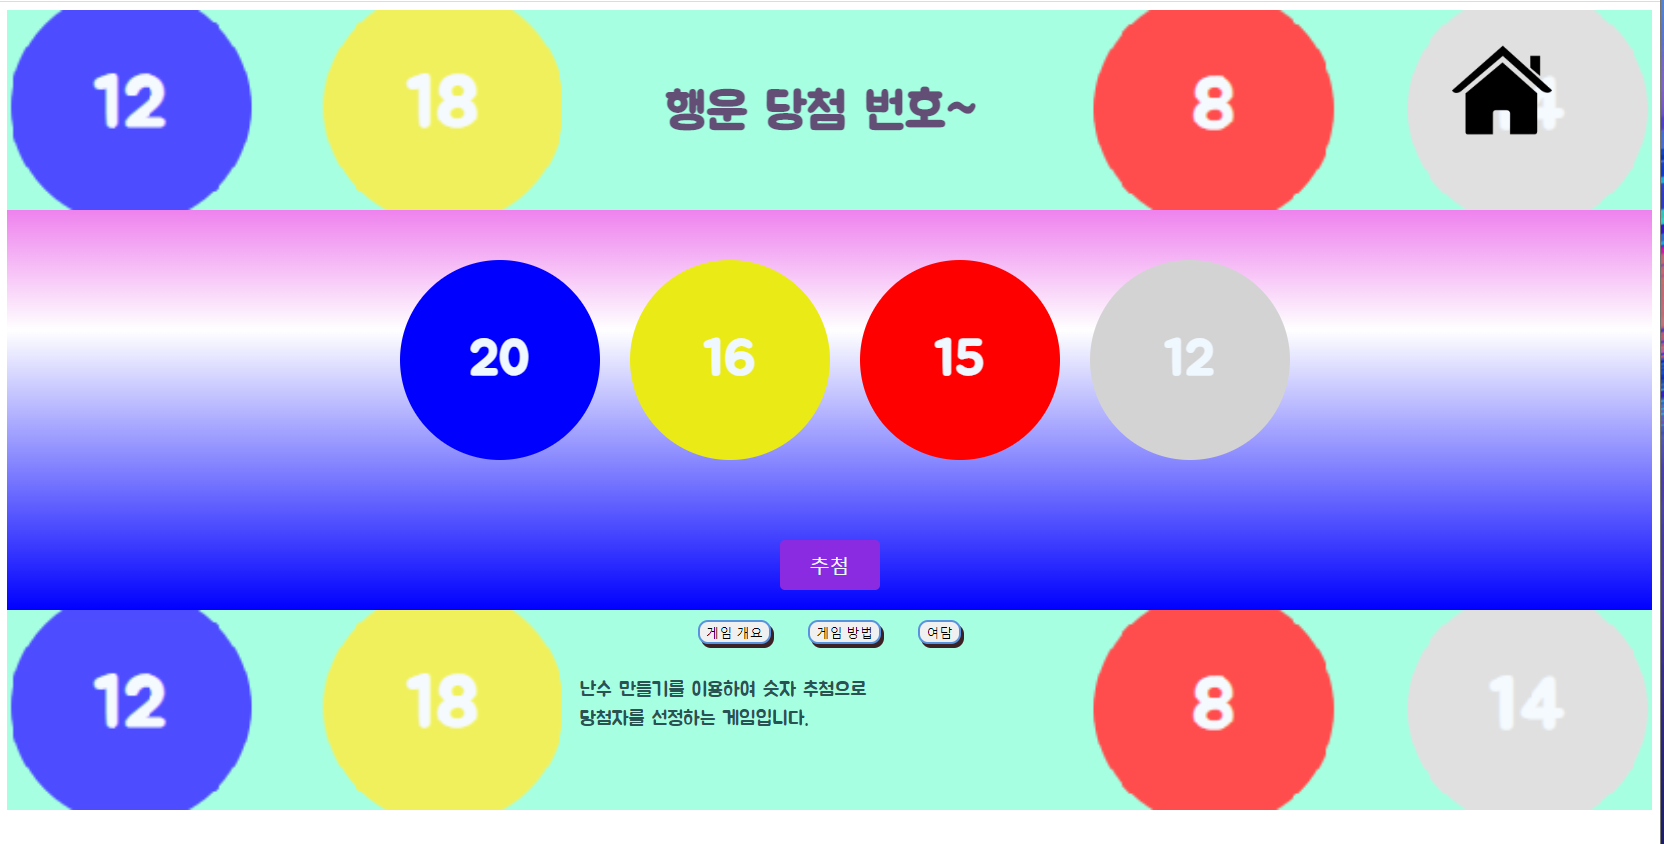 12 18 행운 당첨 번호~ 8 4
20 16 15 12
추첨
게임 개요 게임 방법 여담
12 18 8 14
난수 만들기를 이용하여 숫자 추첨으로
당첨자를 선정하는 게임입니다.